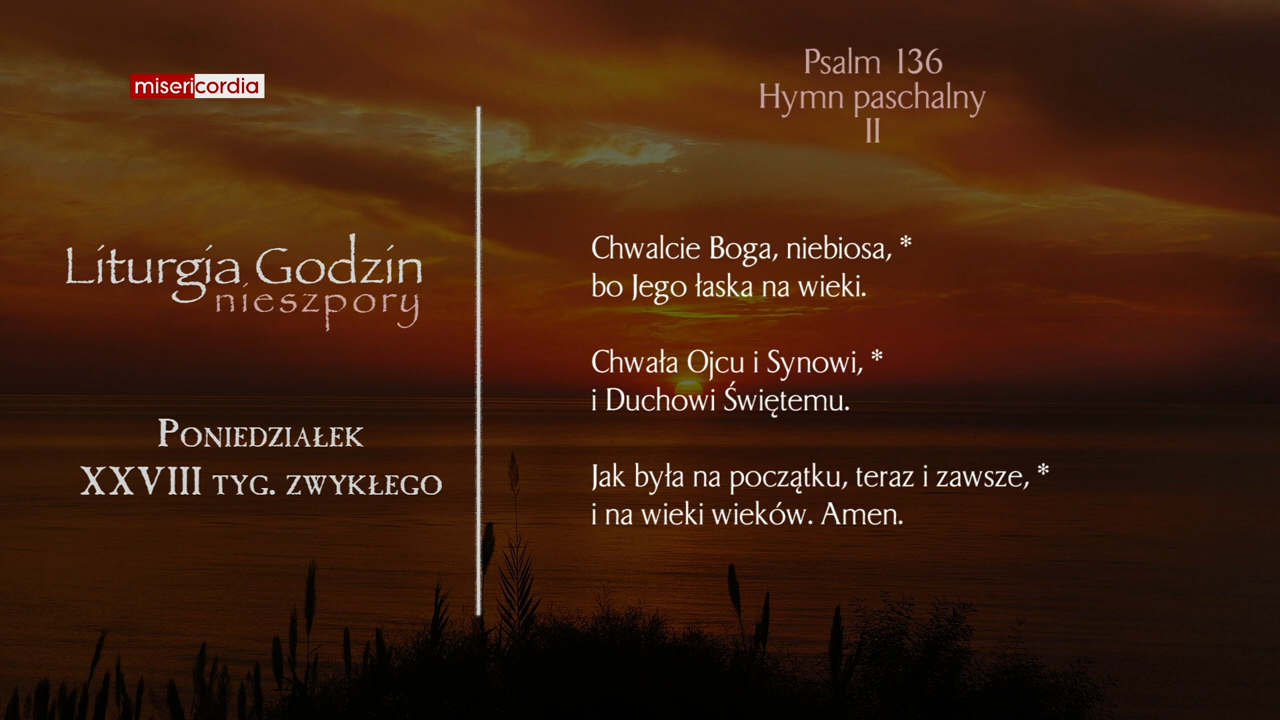 misericordia
Liturgia Godzin
nieszpory
Poniedziałek
XXVIII tyg. zwykłego
Psalm 136
Hymn paschalny
II
Chwalcie Boga, niebiosa, *
bo Jego łaska na wieki.
Chwała Ojcu i Synowi, *
i Duchowi Świętemu.
Jak była na początku, teraz i zawsze, *
i na wieki wieków. Amen.